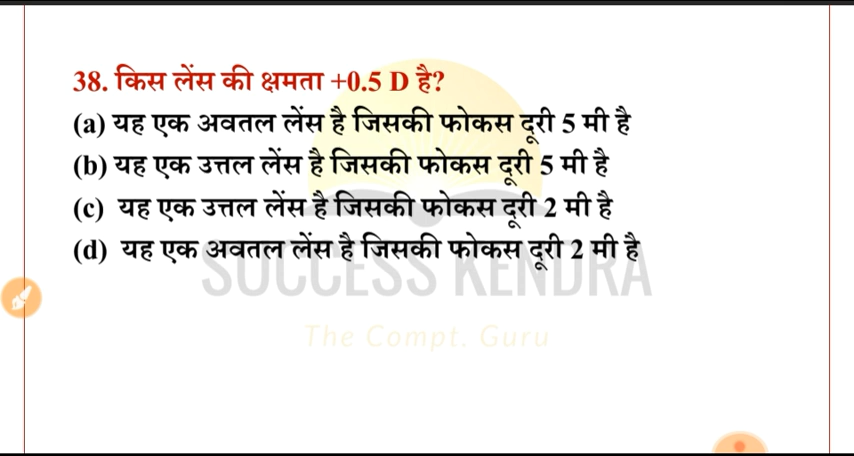 38. किस लेंस की क्षमता +0.5 D है?
(a) यह एक अवतल लेंस है जिसकी फोकस दूरी 5 मी है
(b) यह एक उत्तल लेंस है जिसकी फोकस दूरी 5 मी है
(c) यह एक उत्तल लेंस है जिसकी फोकस दूरी 2 मी है
(d) यह एक अवतल लेंस है जिसकी फोकस दूरी 2 मी है
SUCCESS KENDRA
The Compt. Guru